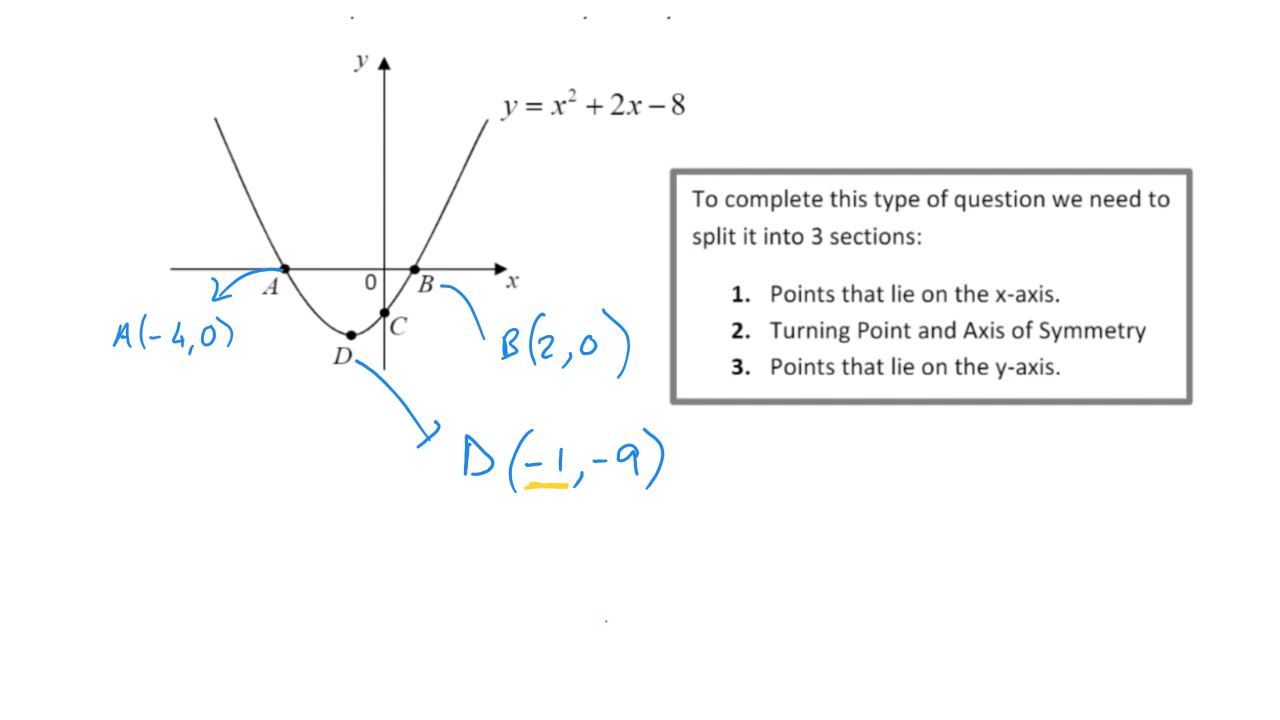 y
y = x² + 2x – 8
To complete this type of question we need to
split it into 3 sections:
1. Points that lie on the x-axis.
2. Turning Point and Axis of Symmetry
3. Points that lie on the y-axis.
A 0 B x
C
D
A(-4,0)
B(2,0)
D(-1,-9)